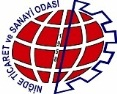 NİĞDE TİCARET ve SANAYİ ODASI